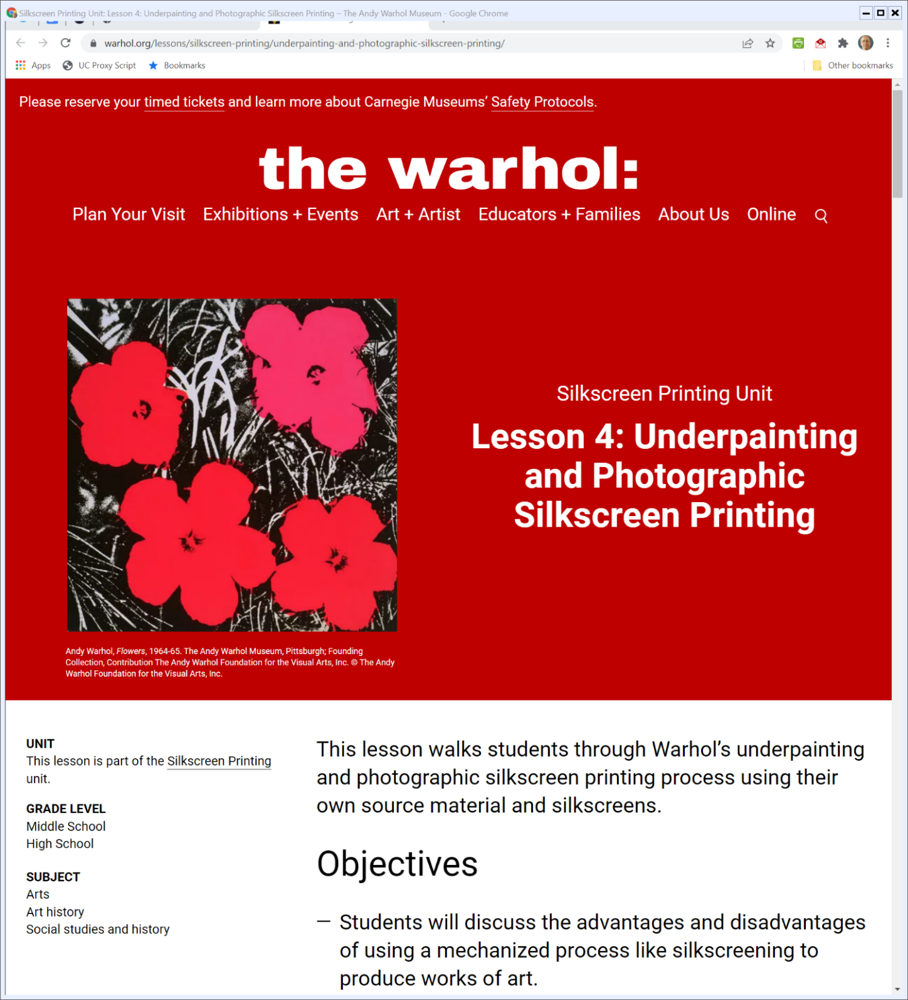 Silkscreen Printing Unit: Lesson 4: Underpainting and Photographic Silkscreen Printing – The Andy Warhol Museum - Google Chrome
warhol.org/lessons/silkscreen-printing/underpainting-and-photographic-silkscreen-printing/
Apps UC Proxy Script Bookmarks Other bookmarks
Please reserve your timed tickets and learn more about Carnegie Museums’ Safety Protocols.
the warhol:
Plan Your Visit Exhibitions + Events Art + Artist Educators + Families About Us Online
Silkscreen Printing Unit
Lesson 4: Underpainting
and Photographic
Silkscreen Printing
Andy Warhol, Flowers, 1964-65. The Andy Warhol Museum, Pittsburgh; Founding
Collection, Contribution The Andy Warhol Foundation for the Visual Arts, Inc. © The Andy
Warhol Foundation for the Visual Arts, Inc.
UNIT
This lesson is part of the Silkscreen Printing
unit.
GRADE LEVEL
Middle School
High School
SUBJECT
Arts
Art history
Social studies and history
This lesson walks students through Warhol’s underpainting
and photographic silkscreen printing process using their
own source material and silkscreens.
Objectives
— Students will discuss the advantages and disadvantages
of using a mechanized process like silkscreening to
produce works of art.